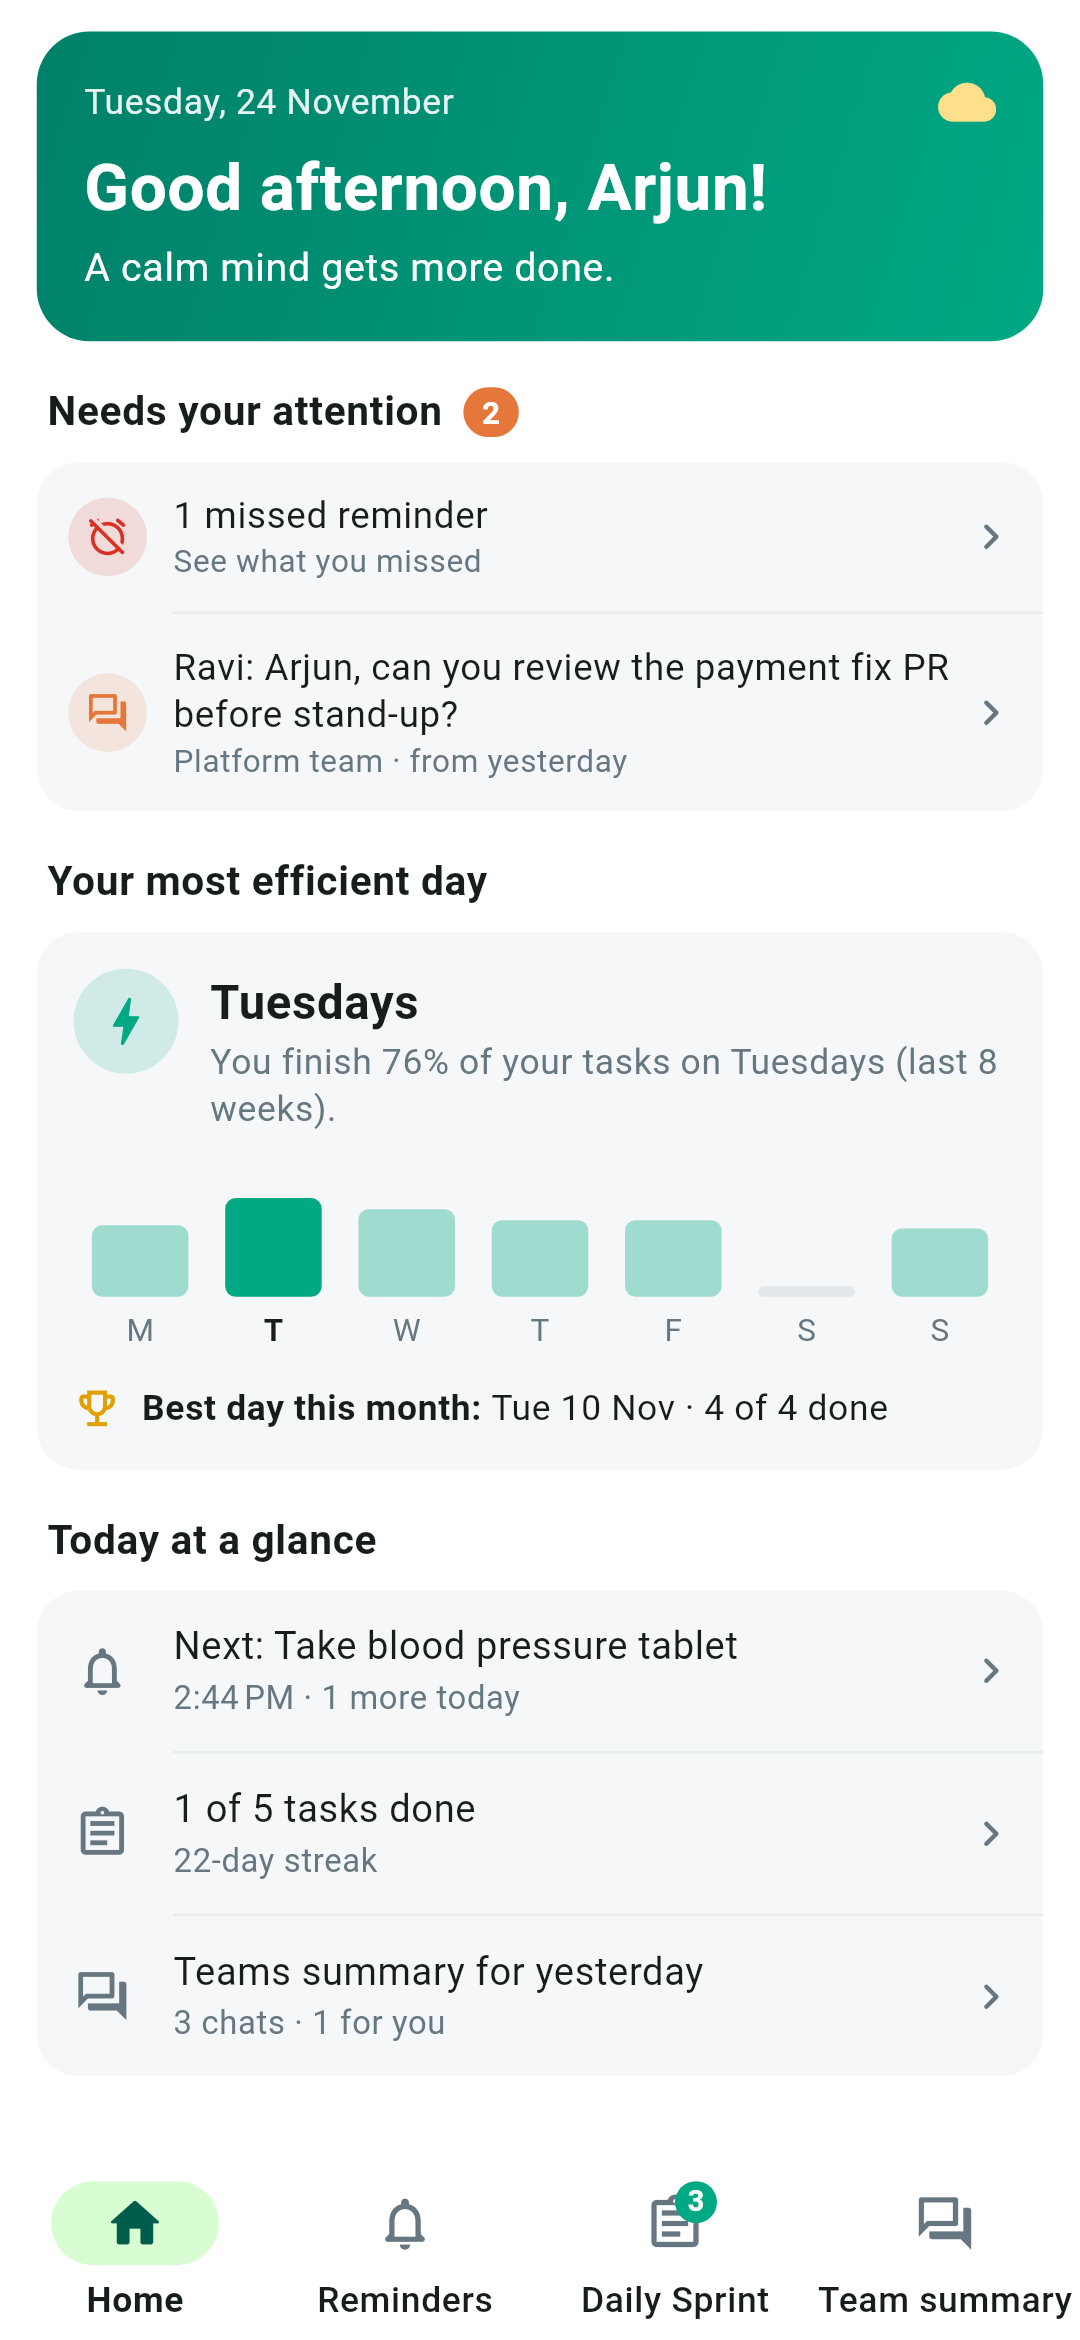 Tuesday, 24 November
Good afternoon, Arjun!
A calm mind gets more done.
Needs your attention 2
1 missed reminder
See what you missed
Ravi: Arjun, can you review the payment fix PR
before stand-up?
Platform team · from yesterday
Your most efficient day
Tuesdays
You finish 76% of your tasks on Tuesdays (last 8
weeks).
M T W T F S S
Best day this month: Tue 10 Nov · 4 of 4 done
Today at a glance
Next: Take blood pressure tablet
2:44 PM · 1 more today
1 of 5 tasks done
22-day streak
Teams summary for yesterday
3 chats · 1 for you
3
Home Reminders Daily Sprint Team summary